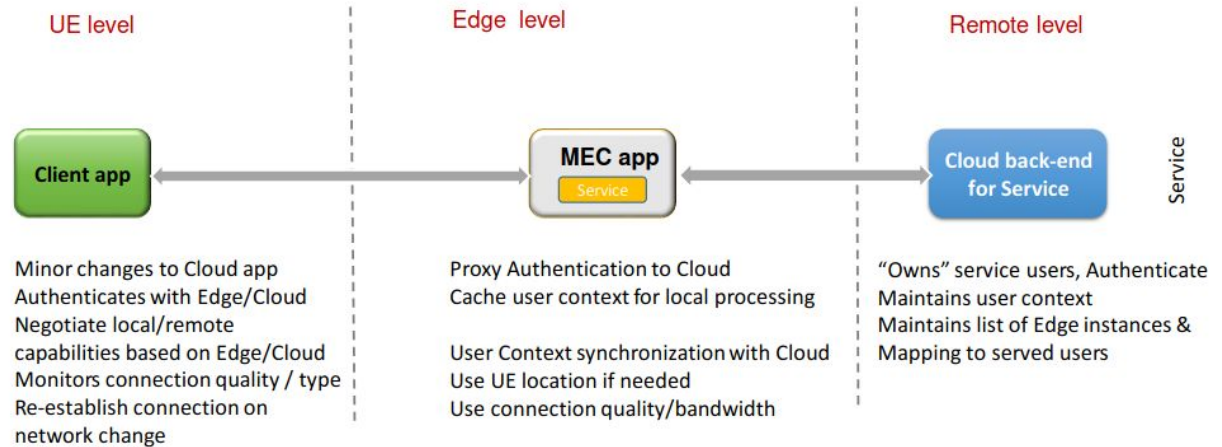 UE level
Edge level
Remote level
Client app
MEC app
Service
Cloud back-end
for Service
Service
Minor changes to Cloud app
Authenticates with Edge/Cloud
Negotiate local/remote
capabilities based on Edge/Cloud
Monitors connection quality / type
Re-establish connection on
network change
Proxy Authentication to Cloud
Cache user context for local processing
User Context synchronization with Cloud
Use UE location if needed
Use connection quality/bandwidth
“Owns” service users, Authenticate
Maintains user context
Maintains list of Edge instances &
Mapping to served users